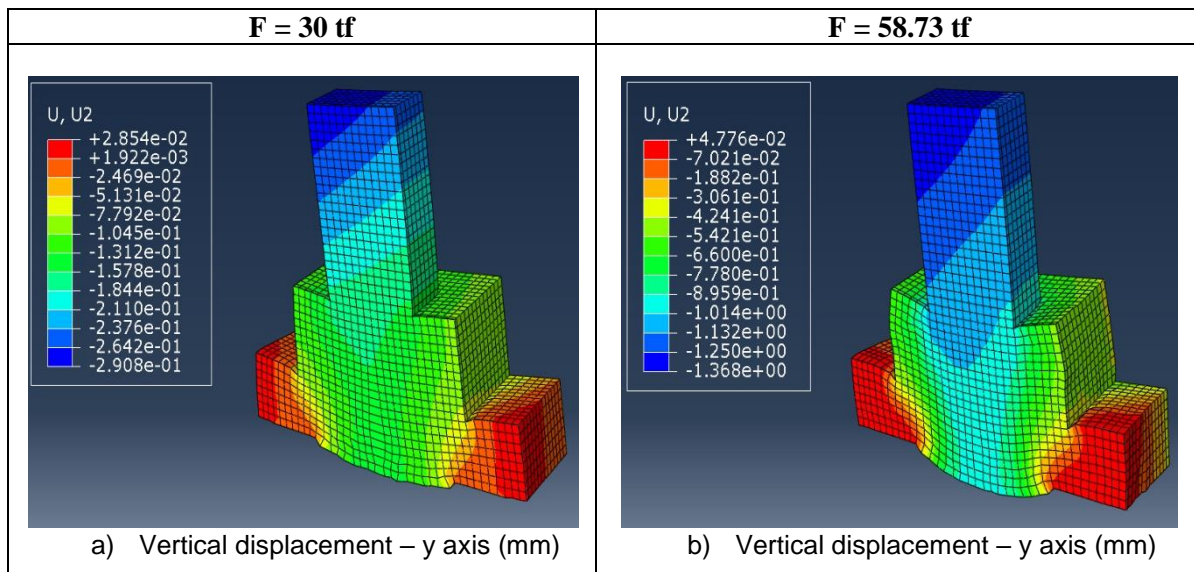 F = 30 tf
F = 58.73 tf
U, U2
+2.854e-02
+1.922e-03
-2.469e-02
-5.131e-02
-7.792e-02
-1.045e-01
-1.312e-01
-1.578e-01
-1.844e-01
-2.110e-01
-2.376e-01
-2.642e-01
-2.908e-01
U, U2
+4.776e-02
-7.021e-02
-1.882e-01
-3.061e-01
-4.241e-01
-5.421e-01
-6.600e-01
-7.780e-01
-8.959e-01
-1.014e+00
-1.132e+00
-1.250e+00
-1.368e+00
a) Vertical displacement – y axis (mm)
b) Vertical displacement – y axis (mm)